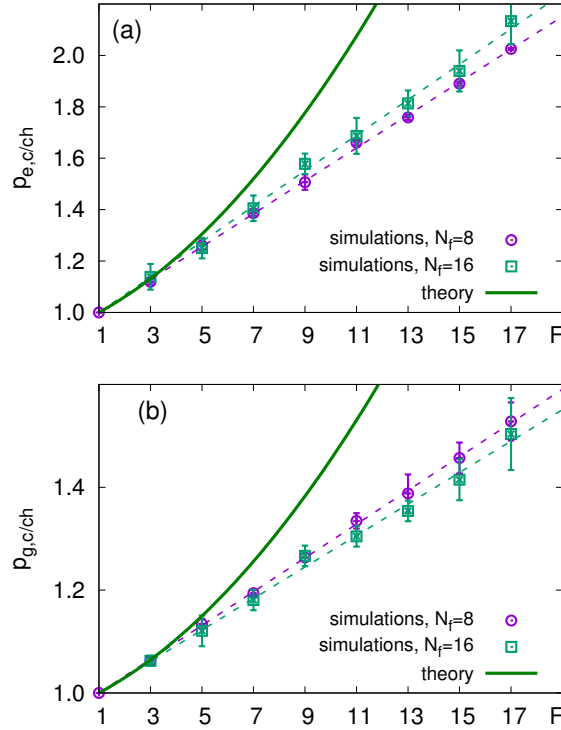 (a)
2.0
1.8
1.6
1.4
1.2
1.0
p_e,c/ch
simulations, N_f=8
simulations, N_f=16
theory
1 3 5 7 9 11 13 15 17 F
(b)
1.4
1.2
1.0
p_g,c/ch
simulations, N_f=8
simulations, N_f=16
theory
1 3 5 7 9 11 13 15 17 F